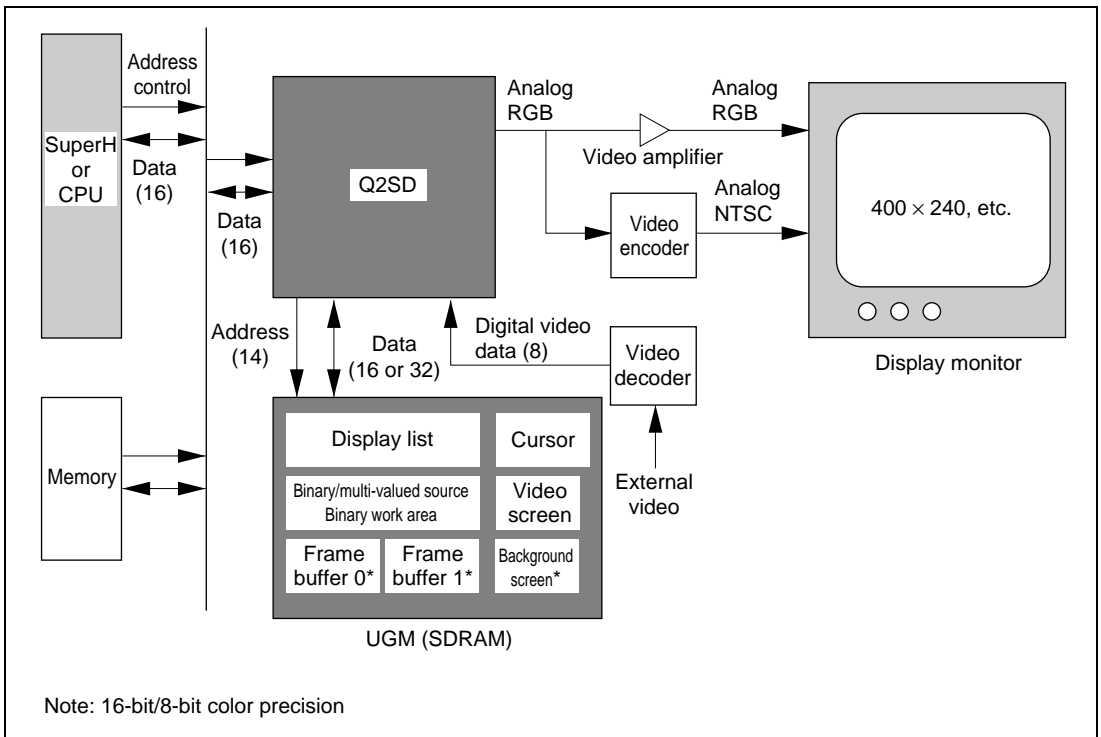 Address
control
SuperH
or
CPU
Data
(16)
Data
(16)
Q2SD
Analog
RGB
Video amplifier
Analog
RGB
Analog
NTSC
Video
encoder
400 × 240, etc.
Display monitor
Address
(14)
Data
(16 or 32)
Digital video
data (8)
Video
decoder
External
video
Memory
Display list
Cursor
Binary/multi-valued source
Binary work area
Video
screen
Frame
buffer 0*
Frame
buffer 1*
Background
screen*
UGM (SDRAM)
Note: 16-bit/8-bit color precision